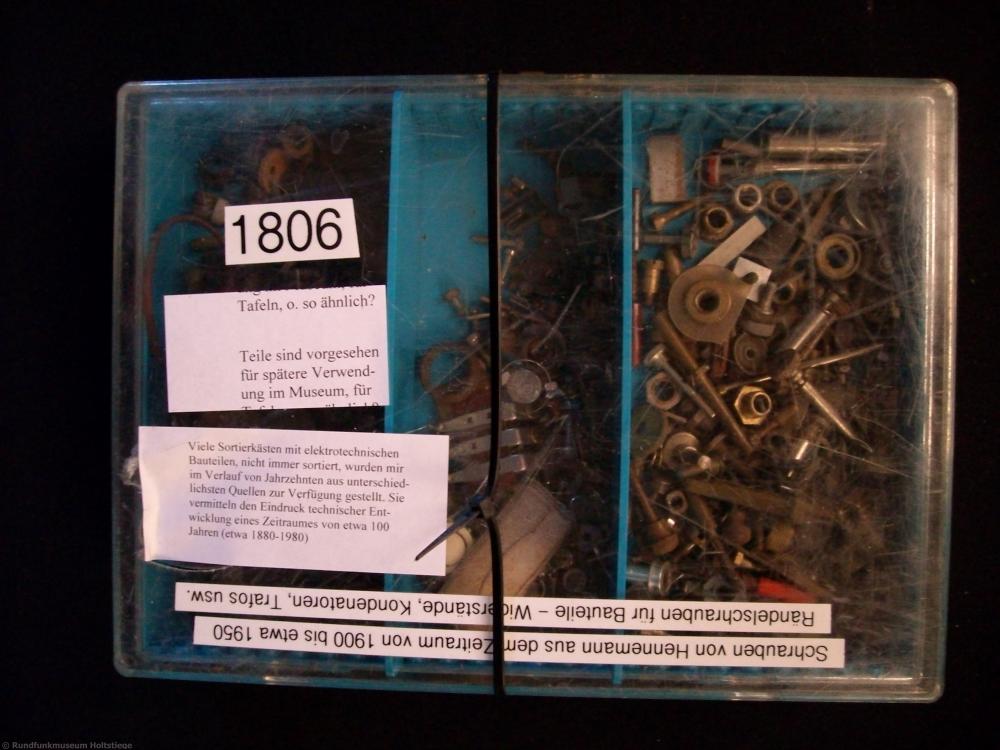 1806
Tafeln, o. so ähnlich?
Teile sind vorgesehen
für spätere Verwend-
ung im Museum, für
Viele Sortierkästen mit elektrotechnischen
Bauteilen, nicht immer sortiert, wurden mir
im Verlauf von Jahrzehnten aus unterschied-
lichsten Quellen zur Verfügung gestellt. Sie
vermitteln den Eindruck technischer Ent-
wicklung eines Zeitraumes von etwa 100
Jahren (etwa 1880-1980)
Schrauben von Hennemann aus dem Zeitraum von 1900 bis etwa 1950
Rändelschrauben für Bauteile – Widerstände, Kondenatoren, Trafos usw.
© Rundfunkmuseum Holtstiege